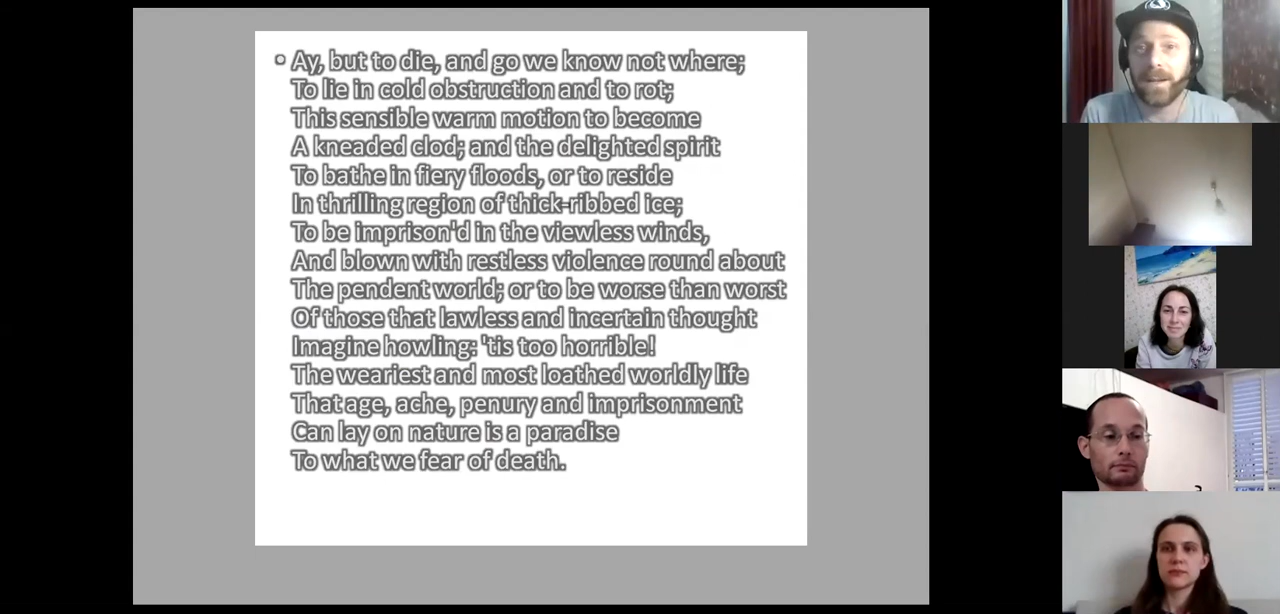 • Ay, but to die, and go we know not where;
To lie in cold obstruction and to rot;
This sensible warm motion to become
A kneaded clod; and the delighted spirit
To bathe in fiery floods, or to reside
In thrilling region of thick-ribbed ice;
To be imprison'd in the viewless winds,
And blown with restless violence round about
The pendent world; or to be worse than worst
Of those that lawless and incertain thought
Imagine howling: 'tis too horrible!
The weariest and most loathed worldly life
That age, ache, penury and imprisonment
Can lay on nature is a paradise
To what we fear of death.